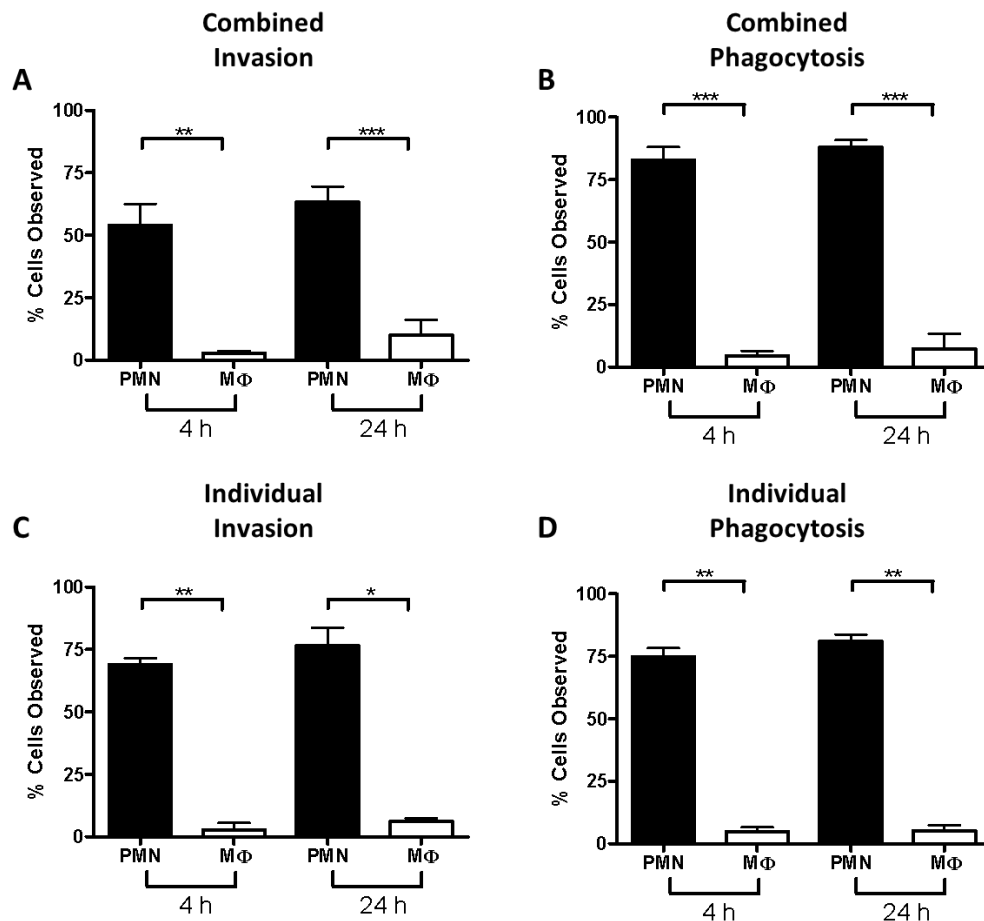 Combined
Invasion
A
**
***
100
75
50
25
0
% Cells Observed
PMN
MΦ
PMN
MΦ
4 h
24 h
Combined
Phagocytosis
B
***
***
100
75
50
25
0
% Cells Observed
PMN
MΦ
PMN
MΦ
4 h
24 h
Individual
Invasion
C
**
*
100
75
50
25
0
% Cells Observed
PMN
MΦ
PMN
MΦ
4 h
24 h
Individual
Phagocytosis
D
**
**
100
75
50
25
0
% Cells Observed
PMN
MΦ
PMN
MΦ
4 h
24 h